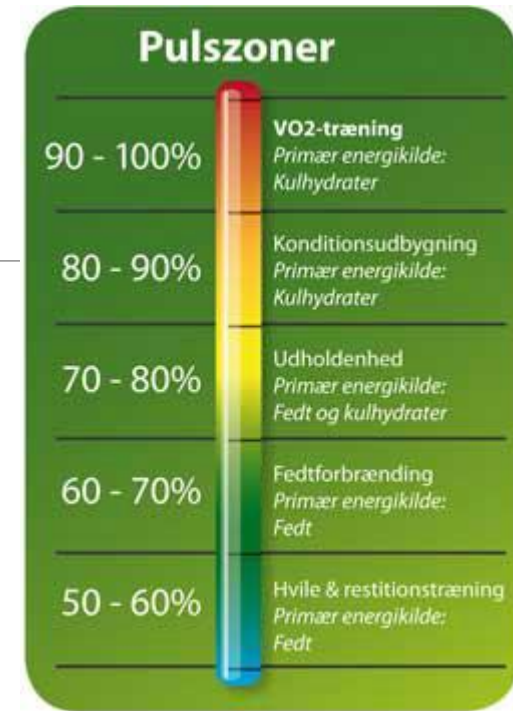 Pulszoner
90 - 100%
VO2-træning
Primær energikilde:
Kulhydrater
80 - 90%
Konditionsudbygning
Primær energikilde:
Kulhydrater
70 - 80%
Udholdenhed
Primær energikilde:
Fedt og kulhydrater
60 - 70%
Fedtforbrænding
Primær energikilde:
Fedt
50 - 60%
Hvile & restitionstræning
Primær energikilde:
Fedt